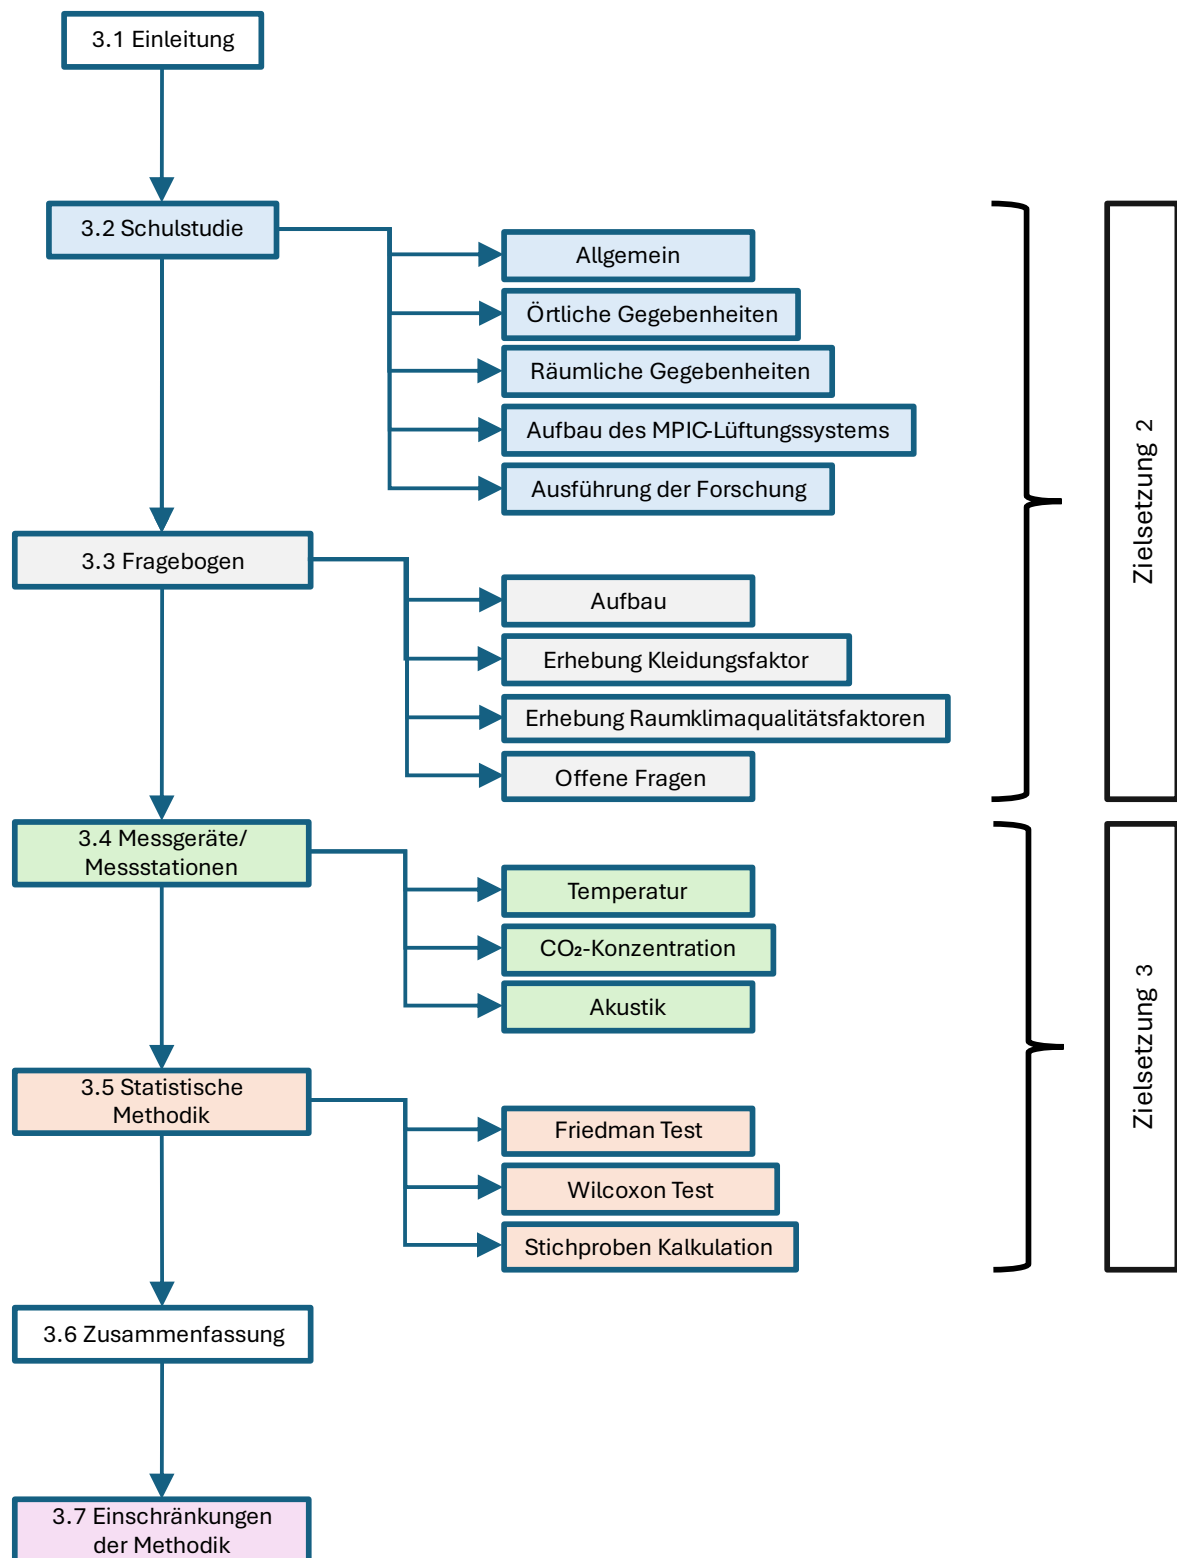 3.1 Einleitung
3.2 Schulstudie
Allgemein
Örtliche Gegebenheiten
Räumliche Gegebenheiten
Aufbau des MPIC-Lüftungssystems
Ausführung der Forschung
3.3 Fragebogen
Aufbau
Erhebung Kleidungsfaktor
Erhebung Raumklimaqualitätsfaktoren
Offene Fragen
Zielsetzung 2
3.4 Messgeräte/
Messstationen
Temperatur
CO₂-Konzentration
Akustik
3.5 Statistische
Methodik
Friedman Test
Wilcoxon Test
Stichproben Kalkulation
Zielsetzung 3
3.6 Zusammenfassung
3.7 Einschränkungen
der Methodik